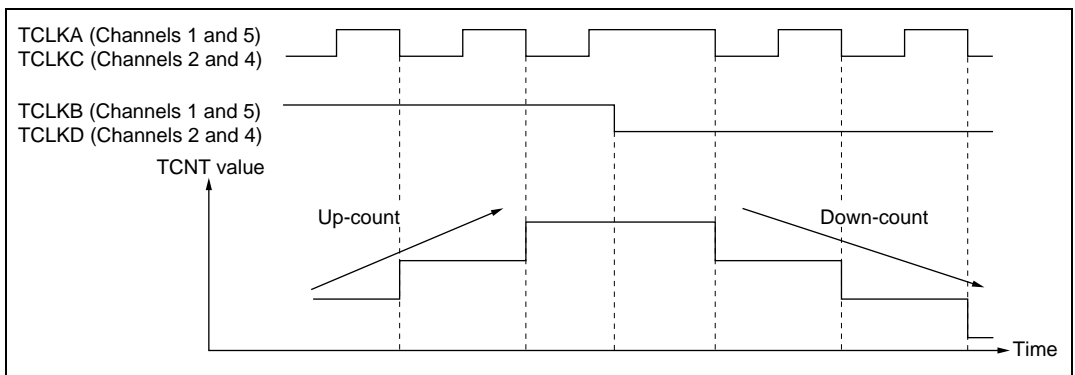 TCLKA (Channels 1 and 5)
TCLKC (Channels 2 and 4)
TCLKB (Channels 1 and 5)
TCLKD (Channels 2 and 4)
TCNT value
Up-count
Down-count
Time